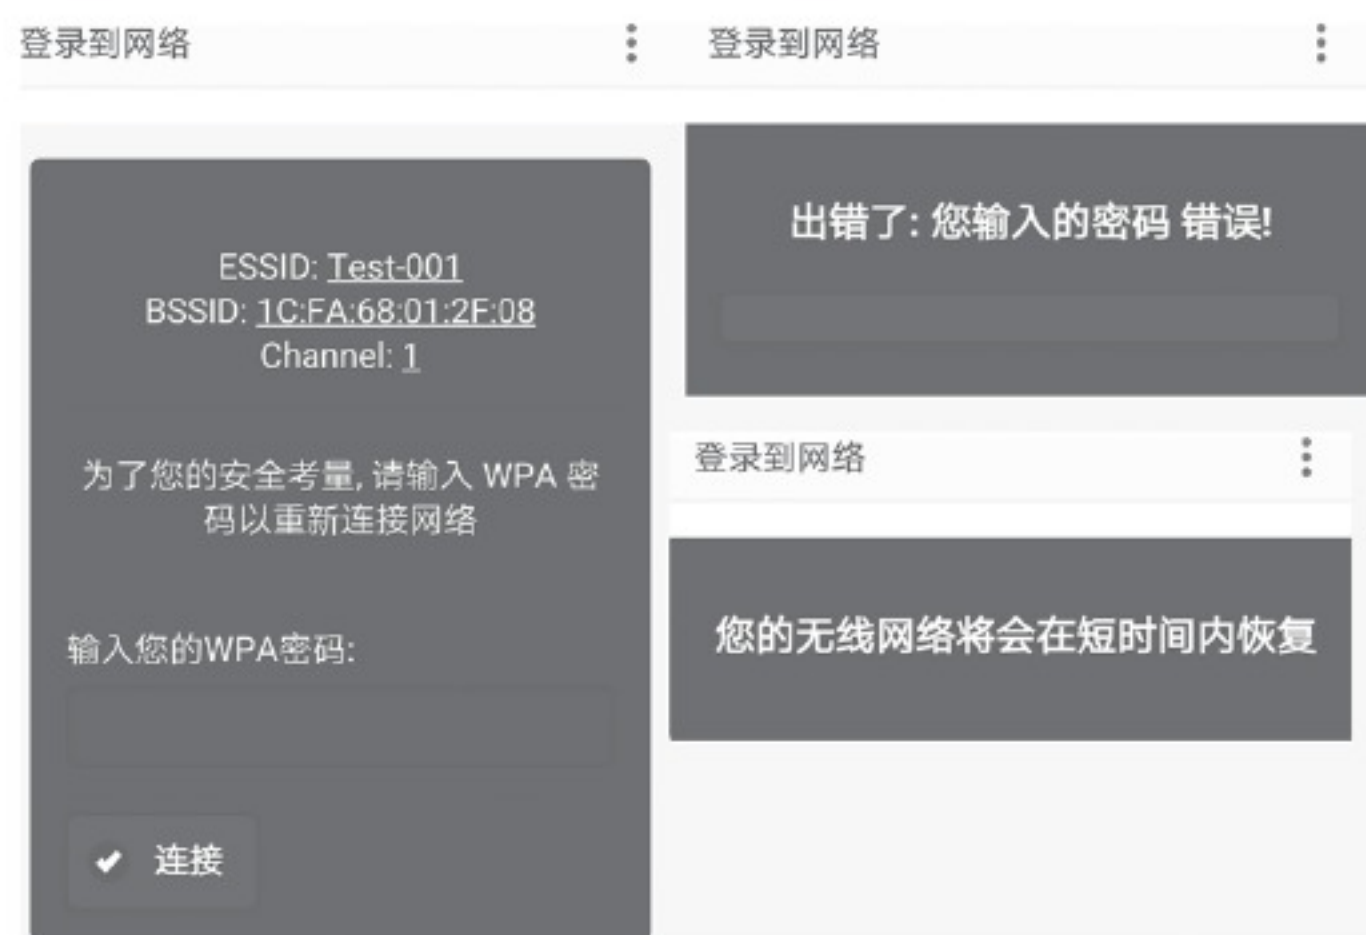 登录到网络
ESSID: Test-001
BSSID: 1C:FA:68:01:2F:08
Channel: 1
为了您的安全考量, 请输入 WPA 密
码以重新连接网络
输入您的WPA密码:
连接
登录到网络
出错了: 您输入的密码 错误!
登录到网络
您的无线网络将会在短时间内恢复